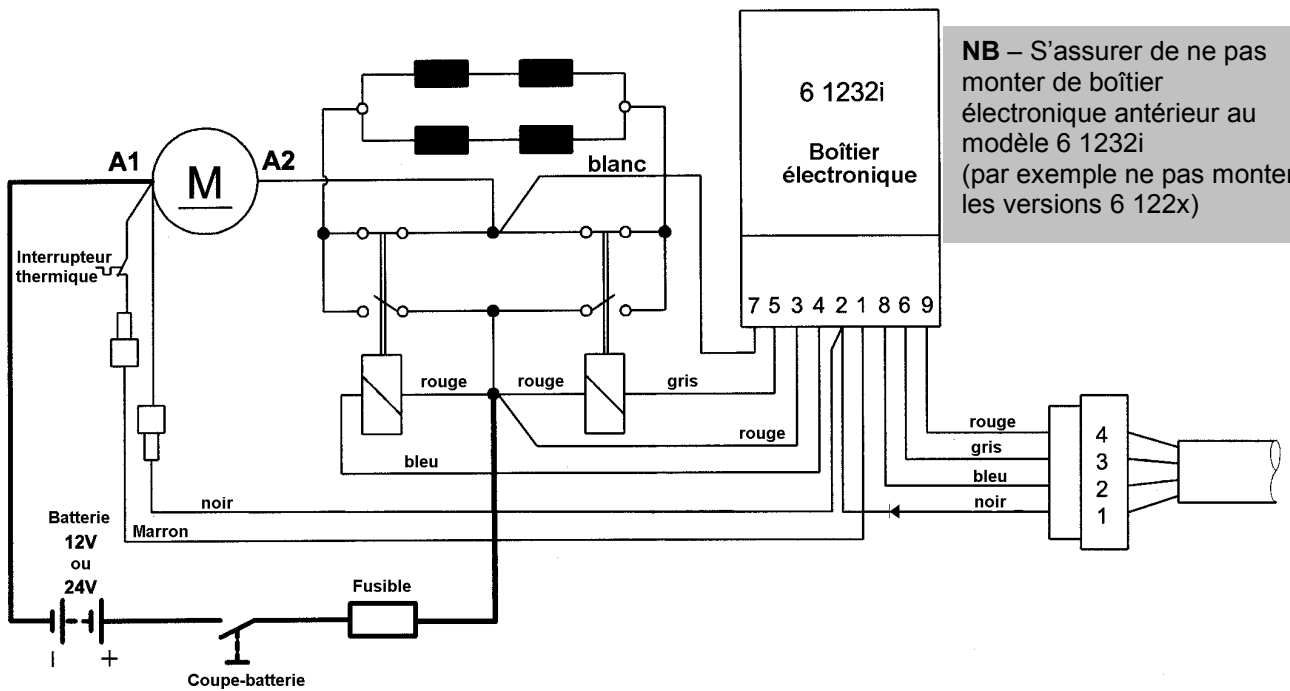 NB – S'assurer de ne pas
monter de boîtier
électronique antérieur au
modèle 6 1232i
(par exemple ne pas monter
les versions 6 122x)
6 1232i
Boîtier
électronique
A1
M
A2
blanc
Interrupteur
thermique
7 5 3 4 2 1 8 6 9
rouge
rouge
gris
rouge
bleu
rouge
gris
bleu
noir
4
3
2
1
noir
Marron
Batterie
12V
ou
24V
Fusible
Coupe-batterie